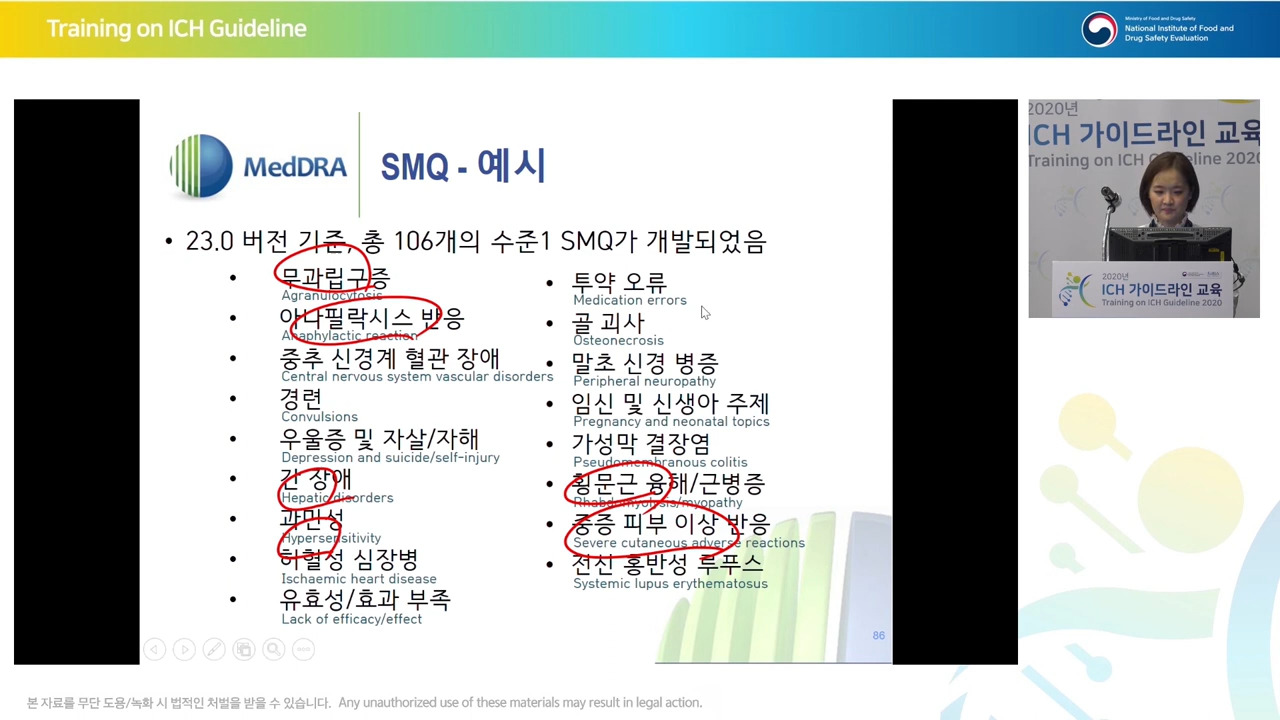 Training on ICH Guideline
Ministry of Food and Drug Safety
National Institute of Food and
Drug Safety Evaluation
MedDRA
SMQ - 예시
• 23.0 버전 기준, 총 106개의 수준1 SMQ가 개발되었음
• 무과립구증
Agranulocytosis
• 아나필락시스 반응
Anaphylactic reaction
• 중추 신경계 혈관 장애
Central nervous system vascular disorders
• 경련
Convulsions
• 우울증 및 자살/자해
Depression and suicide/self-injury
• 간 장애
Hepatic disorders
• 과민성
Hypersensitivity
• 허혈성 심장병
Ischaemic heart disease
• 유효성/효과 부족
Lack of efficacy/effect
• 투약 오류
Medication errors
• 골 괴사
Osteonecrosis
• 말초 신경 병증
Peripheral neuropathy
• 임신 및 신생아 주제
Pregnancy and neonatal topics
• 가성막 결장염
Pseudomembranous colitis
• 횡문근 융해/근병증
Rhabdomyolysis/myopathy
• 중증 피부 이상 반응
Severe cutaneous adverse reactions
• 전신 홍반성 루푸스
Systemic lupus erythematosus
86
2020년
ICH 가이드라인 교육
Training on ICH Guideline 2020
2020년
ICH 가이드라인 교육
Training on ICH Guideline 2020
본 자료를 무단 도용/녹화 시 법적인 처벌을 받을 수 있습니다. Any unauthorized use of these materials may result in legal action.